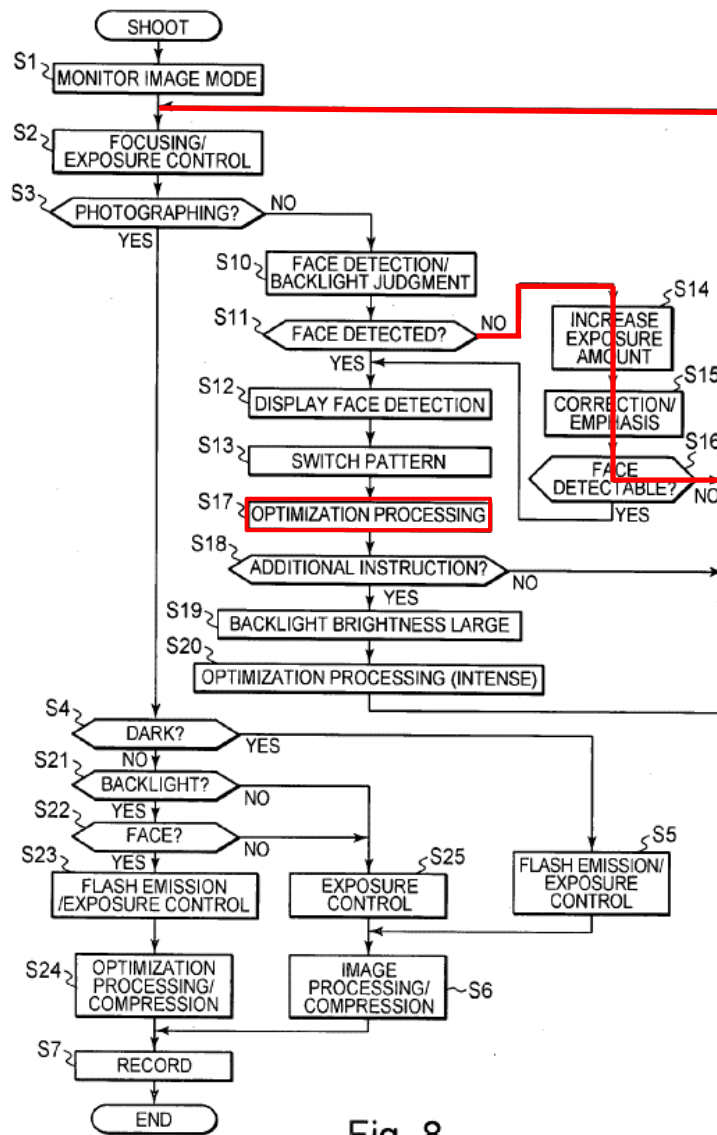 SHOOT
S1
MONITOR IMAGE MODE
S2
FOCUSING/
EXPOSURE CONTROL
S3
PHOTOGRAPHING?
NO
YES
S10
FACE DETECTION/
BACKLIGHT JUDGMENT
S11
FACE DETECTED?
NO
YES
S14
INCREASE
EXPOSURE
AMOUNT
S15
CORRECTION/
EMPHASIS
S16
FACE
DETECTABLE?
NO
YES
S12
DISPLAY FACE DETECTION
S13
SWITCH PATTERN
S17
OPTIMIZATION PROCESSING
S18
ADDITIONAL INSTRUCTION?
NO
YES
S19
BACKLIGHT BRIGHTNESS LARGE
S20
OPTIMIZATION PROCESSING (INTENSE)
S4
DARK?
YES
NO
S21
BACKLIGHT?
NO
YES
S22
FACE?
NO
YES
S23
FLASH EMISSION
/EXPOSURE CONTROL
S25
EXPOSURE
CONTROL
S5
FLASH EMISSION/
EXPOSURE
CONTROL
S24
OPTIMIZATION
PROCESSING/
COMPRESSION
IMAGE
PROCESSING/
COMPRESSION
S6
S7
RECORD
END
Fig. 8